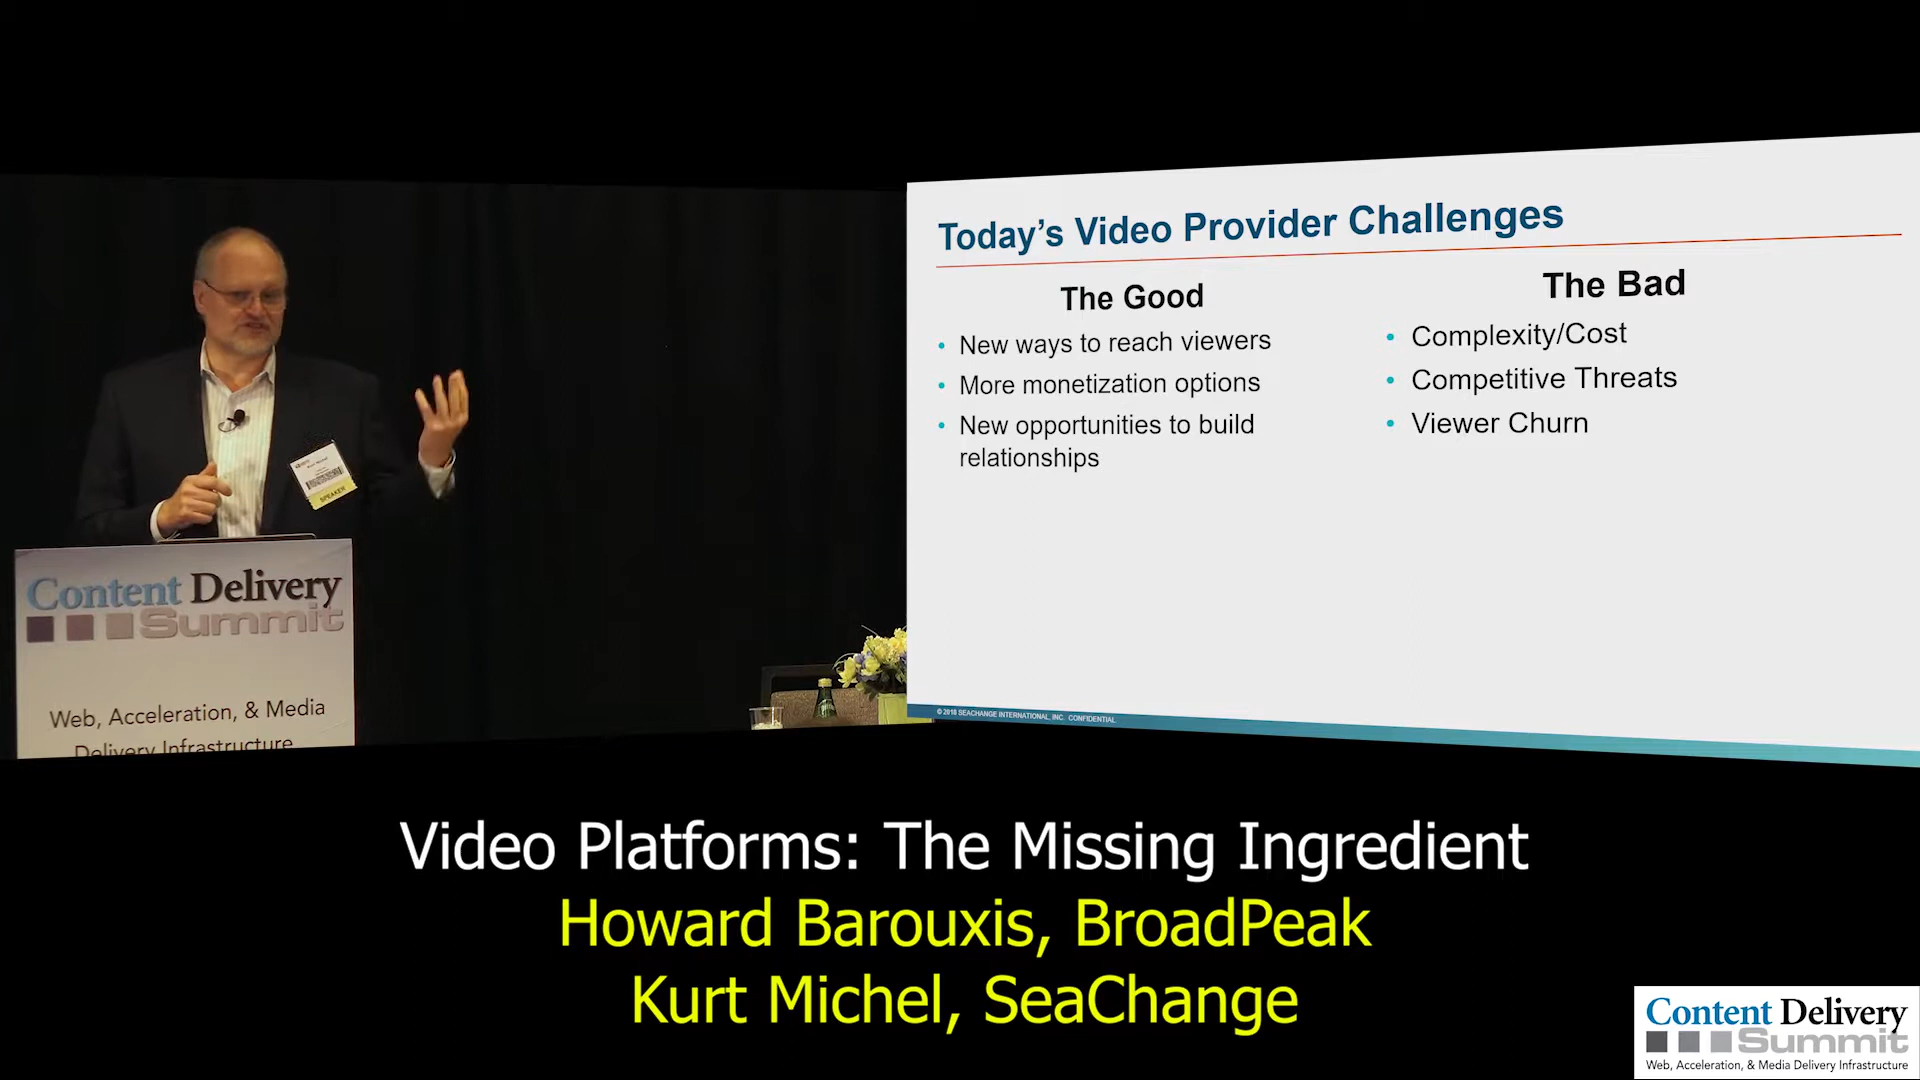 Today's Video Provider Challenges
The Good
• New ways to reach viewers
• More monetization options
• New opportunities to build
relationships
The Bad
• Complexity/Cost
• Competitive Threats
• Viewer Churn
© 2018 SEACHANGE INTERNATIONAL, INC. CONFIDENTIAL
SPEAKER
Content Delivery
Summit
Web, Acceleration, & Media
Delivery Infrastructure
Video Platforms: The Missing Ingredient
Howard Barouxis, BroadPeak
Kurt Michel, SeaChange
Content Delivery
Summit
Web, Acceleration, & Media Delivery Infrastructure